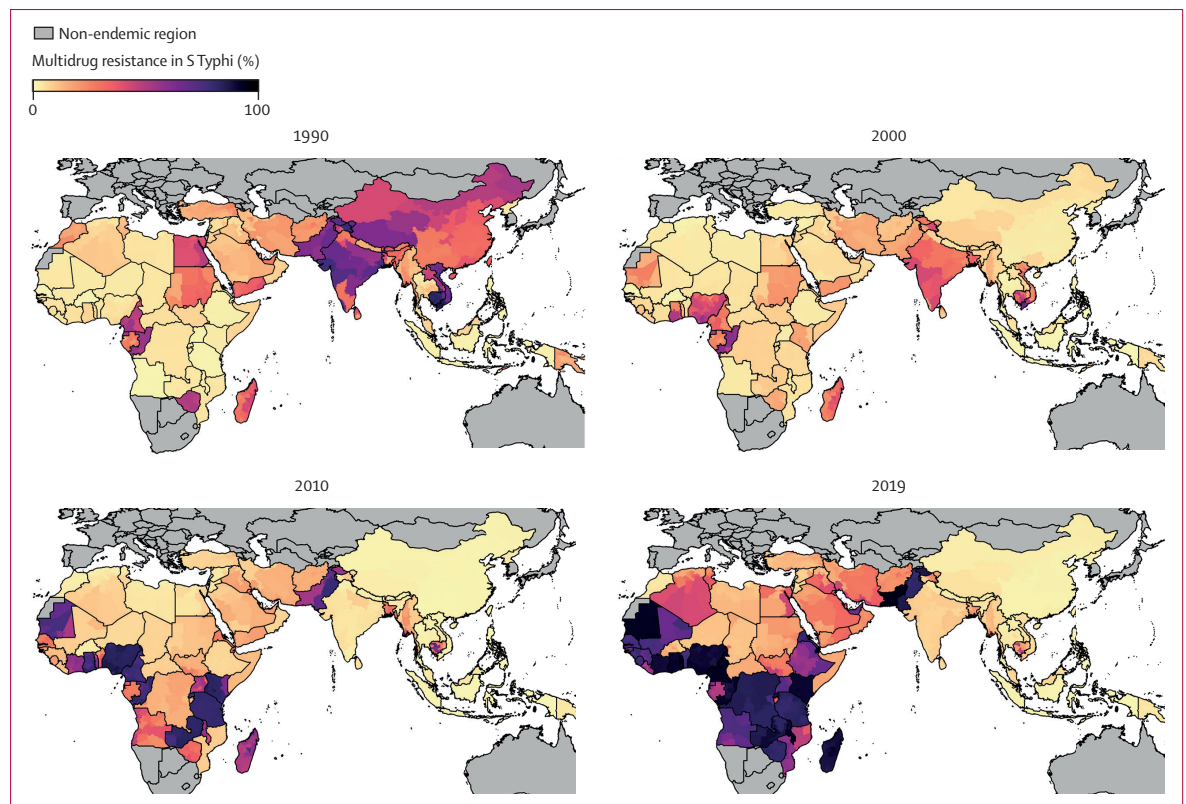 Non-endemic region
Multidrug resistance in S Typhi (%)
0 100
1990
2000
2010
2019